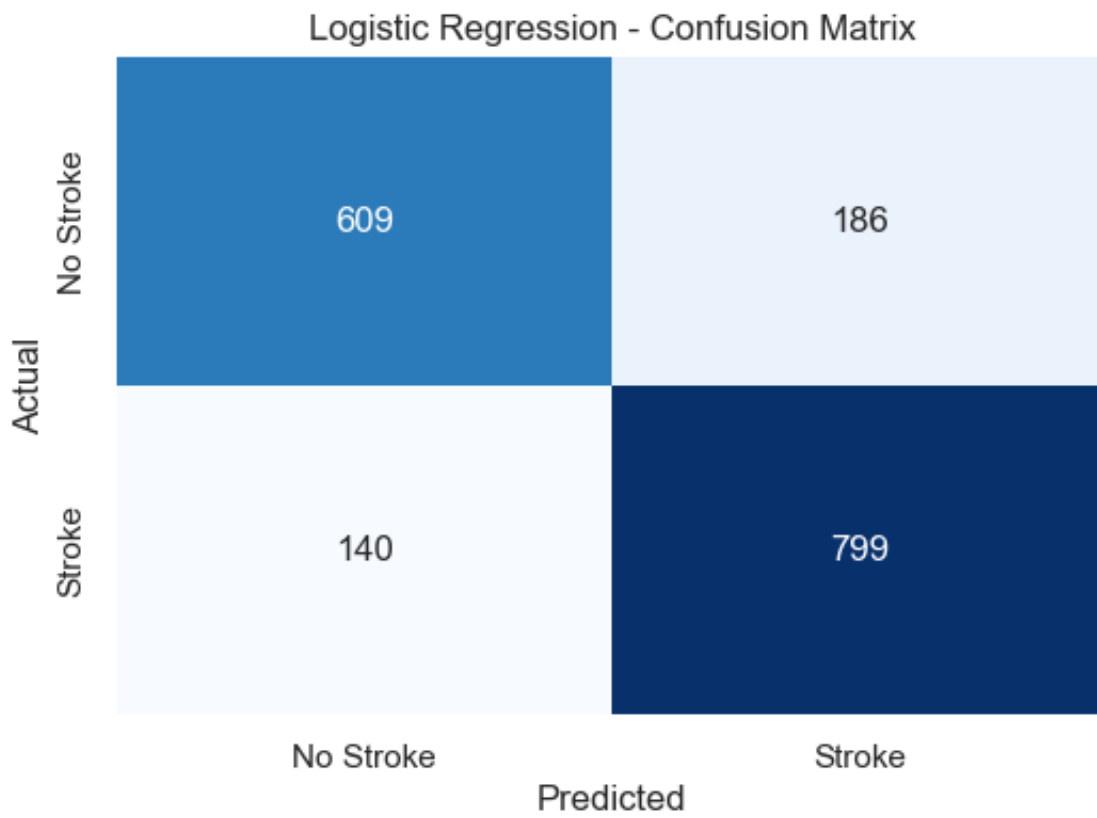 Logistic Regression - Confusion Matrix
No Stroke
609
186
Actual
Stroke
140
799
No Stroke
Stroke
Predicted